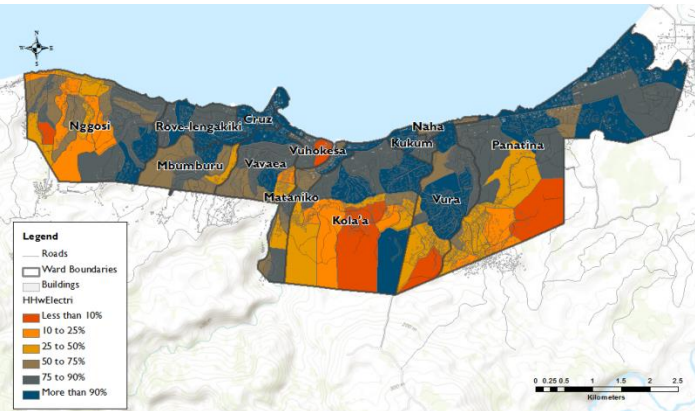 N
W E
S
Nggosi
Rove-lengakiki
Cruz
Vuhokesa
Naha
Kukum
Panatina
Mbumburu
Vavaea
Mataniko
Kola'a
Vura
Legend
Roads
Ward Boundaries
Buildings
HHwElectri
Less than 10%
10 to 25%
25 to 50%
50 to 75%
75 to 90%
More than 90%
0 0.25 0.5 1 1.5 2 2.5
Kilometers